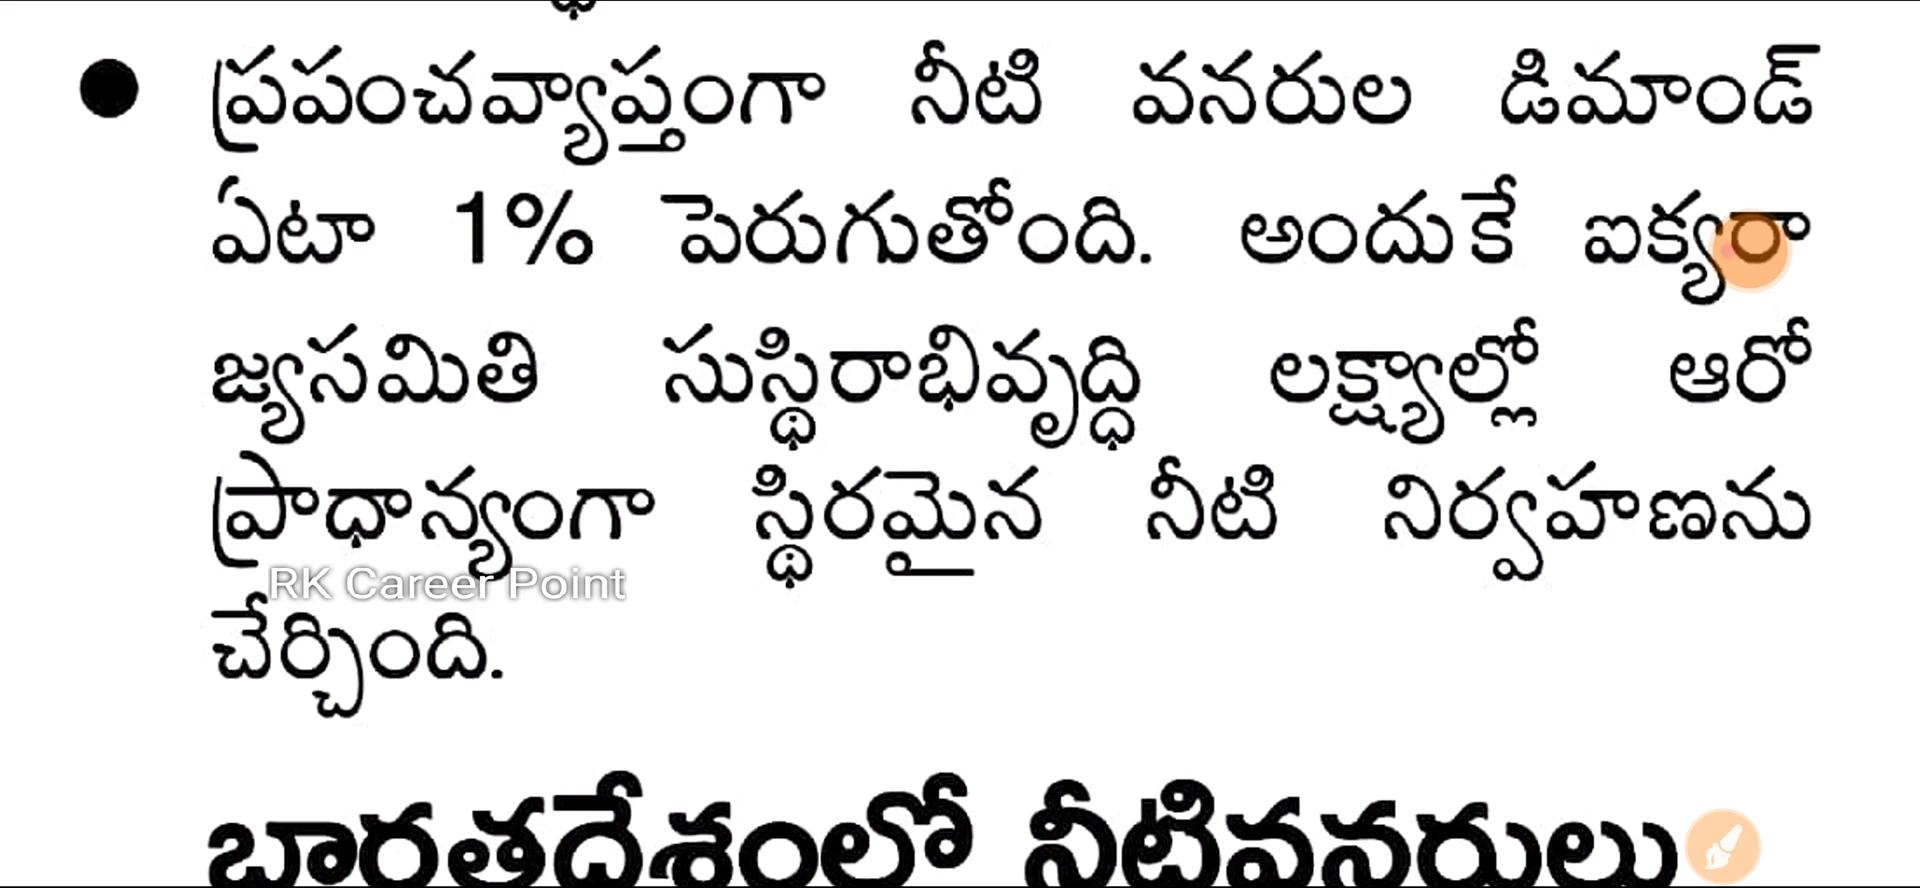 ● ప్రపంచవ్యాప్తంగా నీటి వనరుల డిమాండ్
ఏటా 1% పెరుగుతోంది. అందుకే ఐక్యరా
జ్యసమితి సుస్థిరాభివృద్ధి లక్ష్యాల్లో ఆరో
ప్రాధాన్యంగా స్థిరమైన నీటి నిర్వహణను
RK Career Point
చేర్చింది.
భారతదేశంలో నీటివనరులు